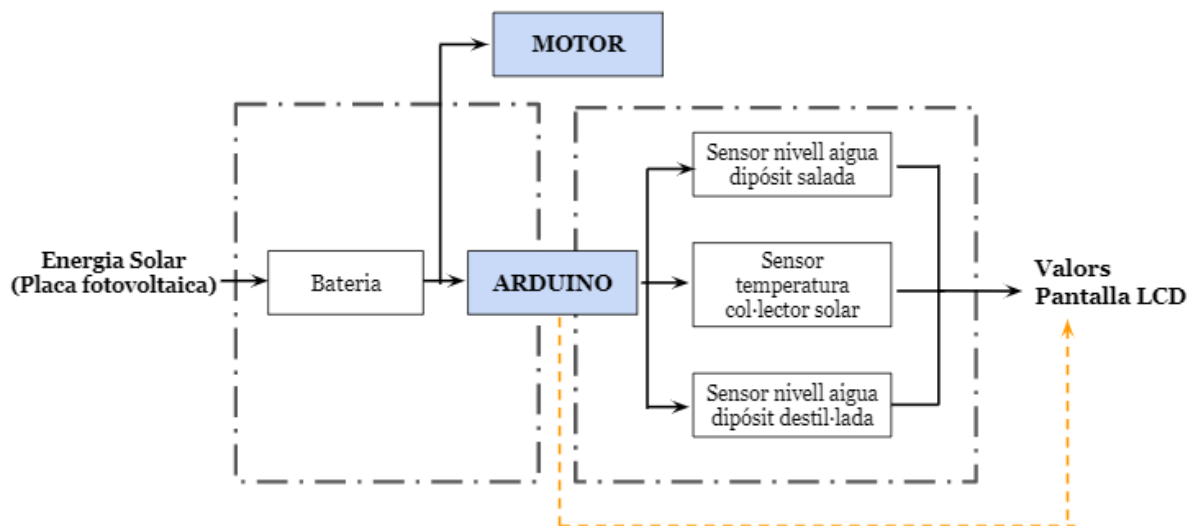 MOTOR
Energia Solar
(Placa fotovoltaica)
Bateria
ARDUINO
Sensor nivell aigua
dipósit salada
Sensor
temperatura
col·lector solar
Sensor nivell aigua
dipósit destil·lada
Valors
Pantalla LCD